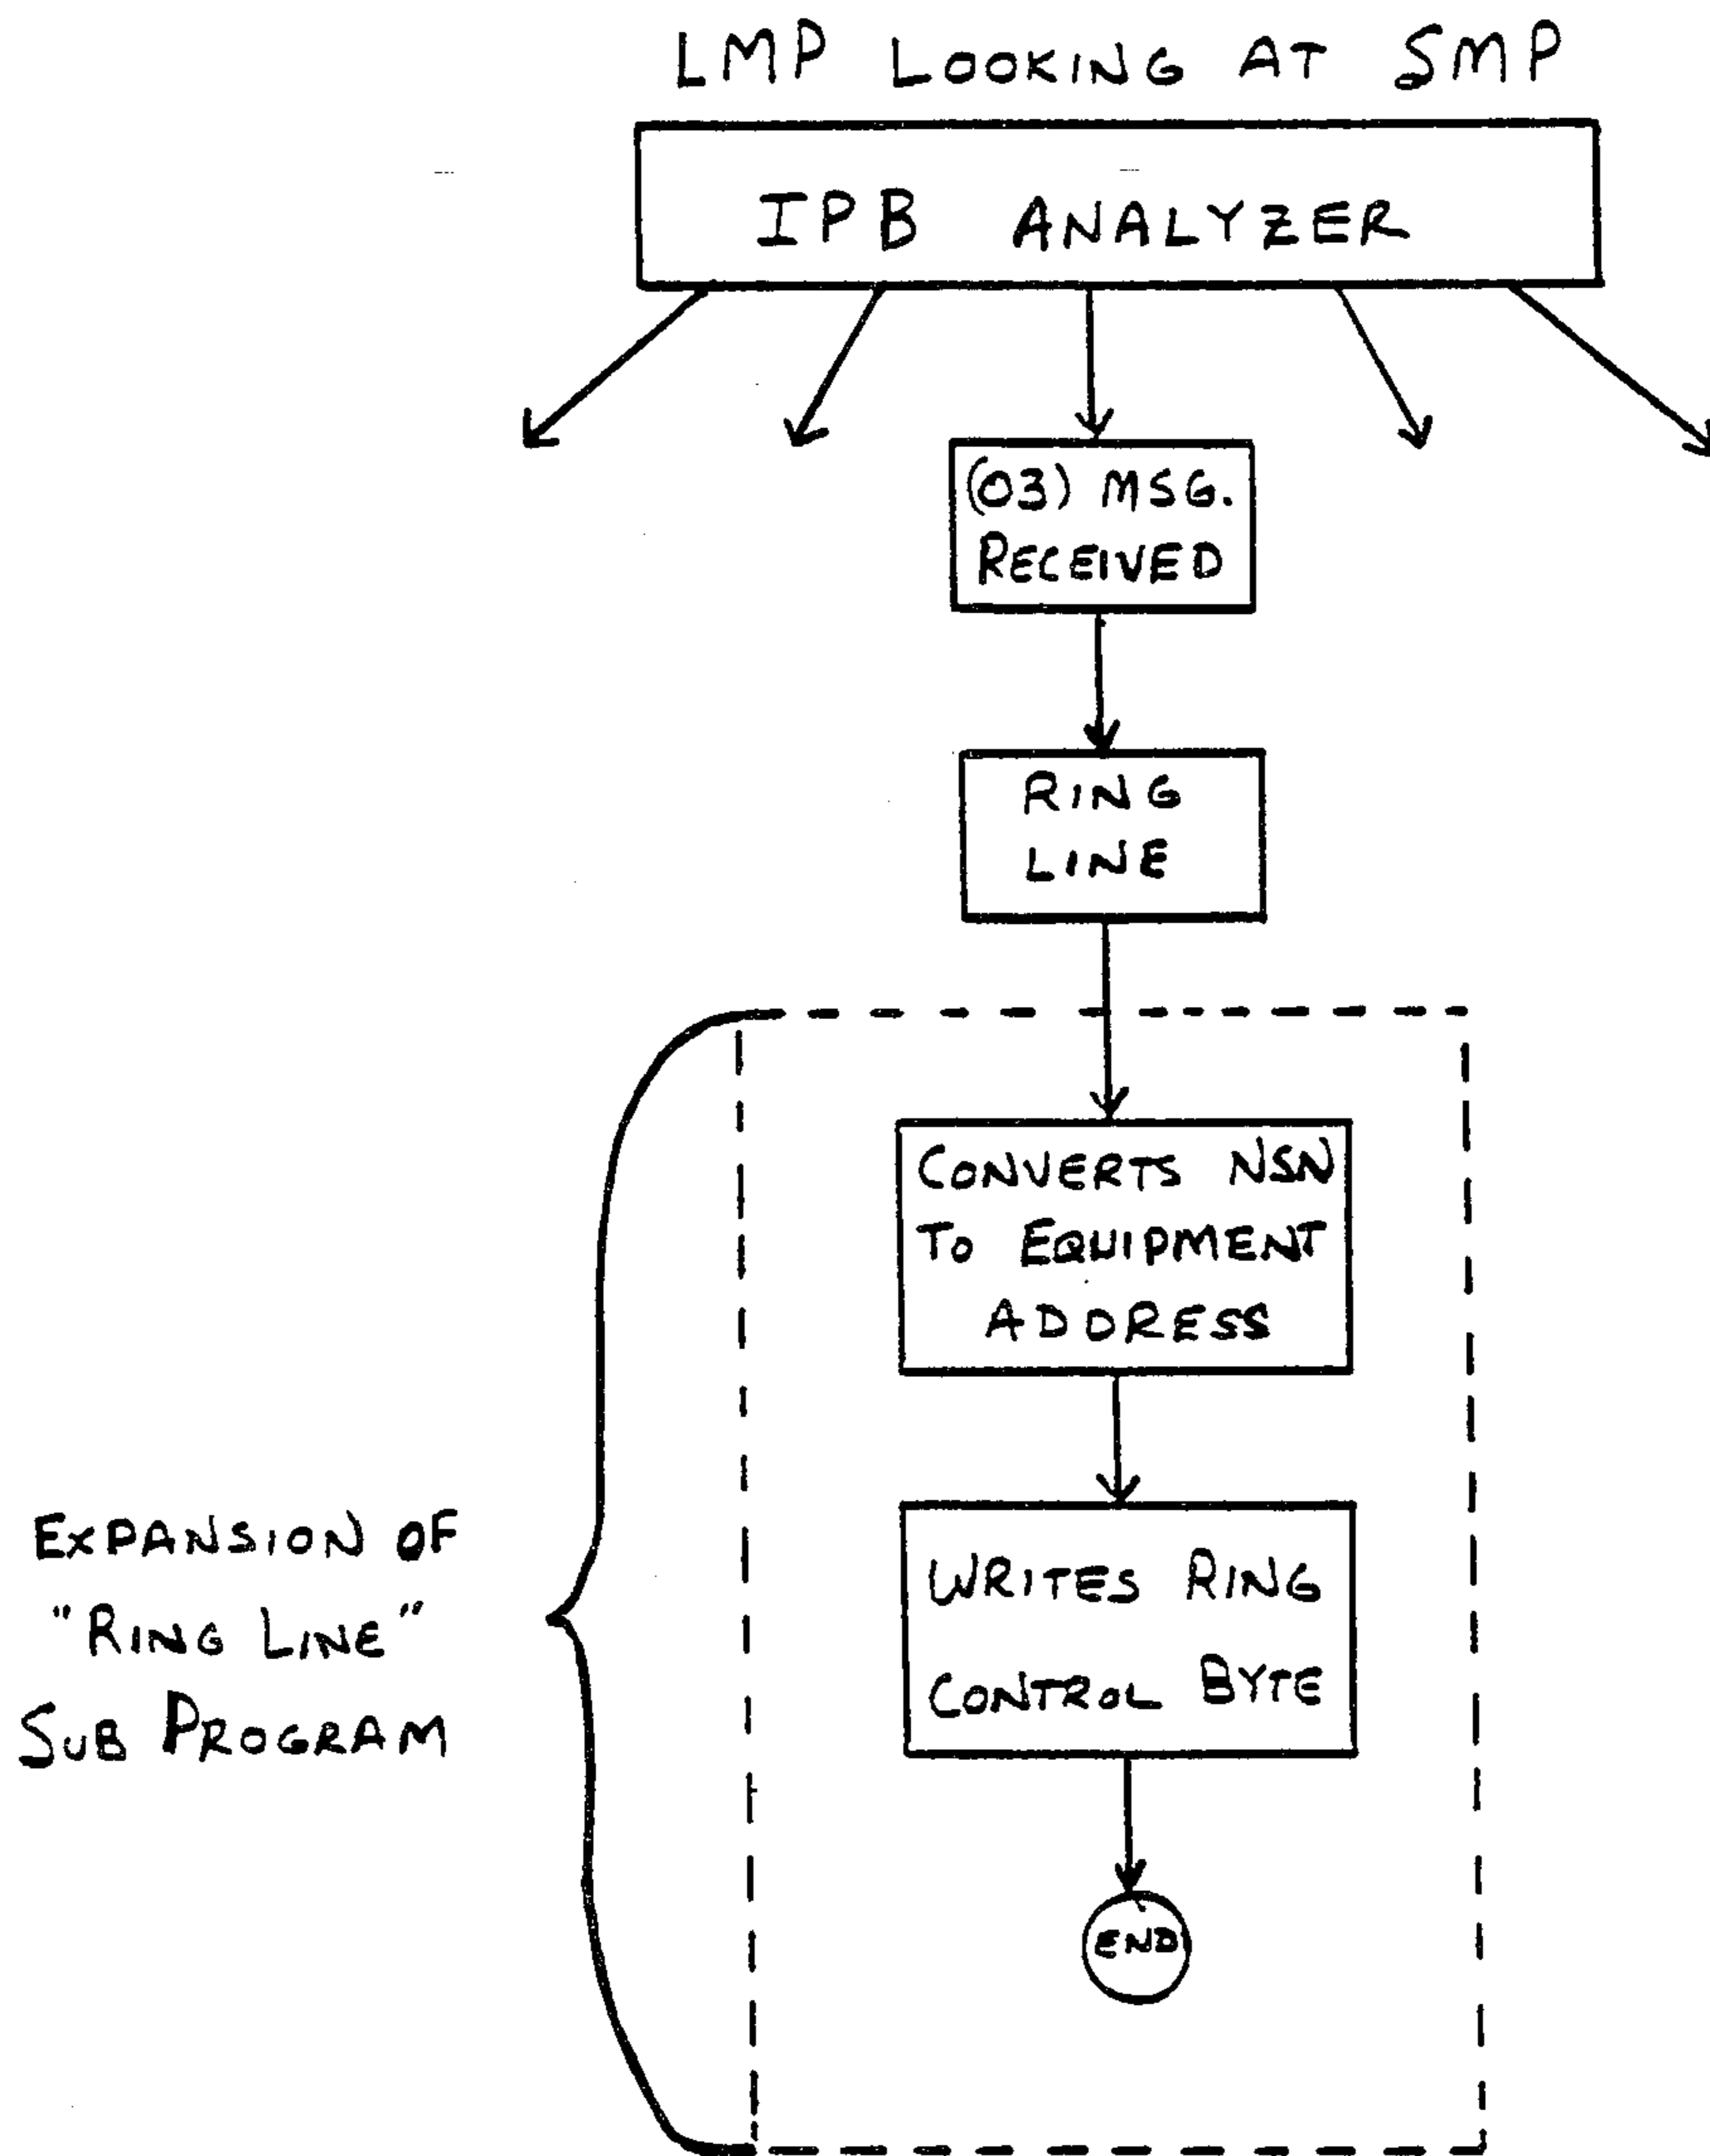 LMP LOOKING AT SMP
IPB ANALYZER
(03) MSG.
RECEIVED
RING
LINE
CONVERTS NSN
TO EQUIPMENT
ADDRESS
WRITES RING
CONTROL BYTE
END
EXPANSION OF
"RING LINE"
SUB PROGRAM